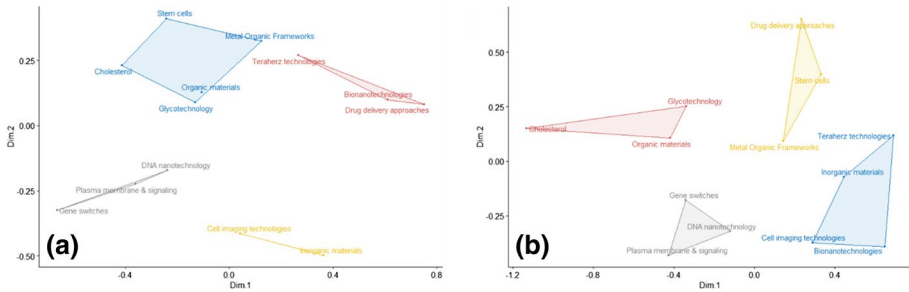 Stem cells
Metal Organic Frameworks
Teraherz technologies
Cholesterol
Organic materials
Bionanotechnologies
Glycotechnology
Drug delivery approaches
DNA nanotechnology
Plasma membrane & signaling
Gene switches
Cell imaging technologies
Inorganic materials
0.25
0.00
-0.25
-0.50
Dim.2
-0.4
0.0
0.4
0.8
Dim.1
(a)
Drug delivery approaches
Stem cells
Glycotechnology
Cholesterol
Teraherz technologies
Organic materials
Metal Organic Frameworks
Inorganic materials
Gene switches
DNA nanotechnology
Cell imaging technologies
Plasma membrane & signaling
Bionanotechnologies
0.50
0.25
0.00
-0.25
Dim.2
-1.2
-0.8
-0.4
0.0
0.4
Dim.1
(b)